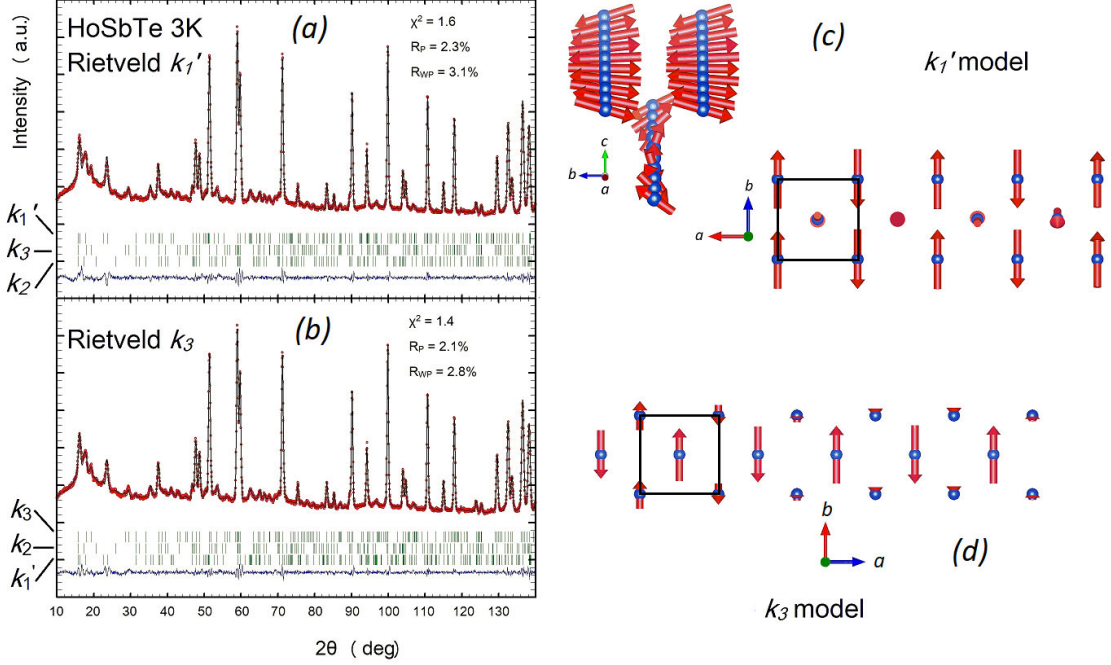 HoSbTe 3K
Rietveld k₁'
(a)
χ² = 1.6
R_P = 2.3%
R_WP = 3.1%
Intensity ( a.u.)
k₁'
k₃
k₂
Rietveld k₃
(b)
χ² = 1.4
R_P = 2.1%
R_WP = 2.8%
k₃
k₂
k₁'
10 20 30 40 50 60 70 80 90 100 110 120 130
2θ ( deg)
(c)
k₁' model
c
b
a
b
a
b
a
(d)
k₃ model